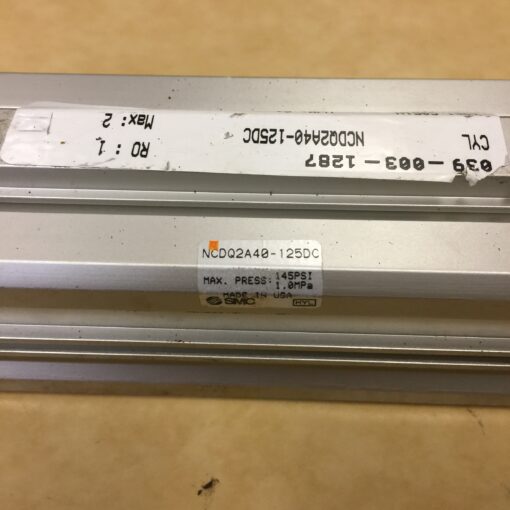 039-003-1287
CYL NCDQ2A40-125DC
RO: 1 Max: 2
NCDQ2A40-125DC
MAX. PRESS: 145PSI
1.0MPa
MADE IN USA
SMC HYL